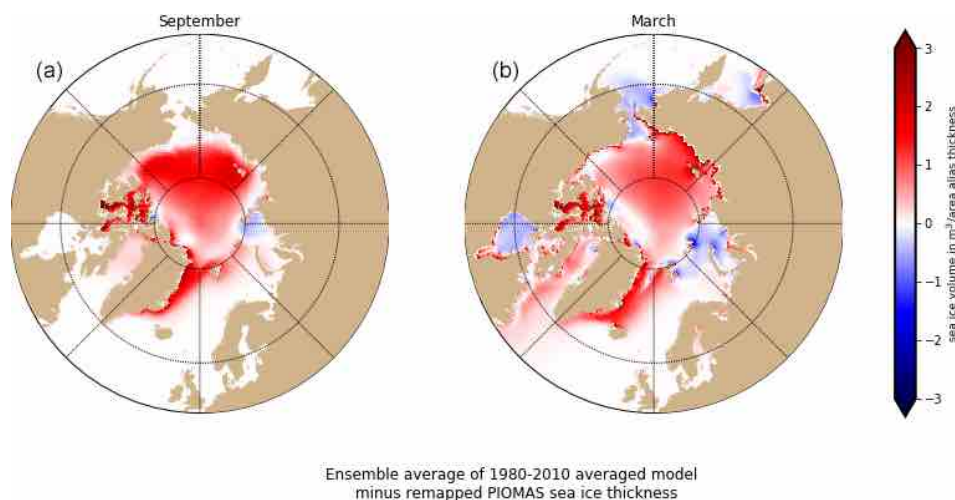 September
March
(a)
(b)
3
2
1
0
−1
−2
−3
sea ice volume in m³/area alias thickness
Ensemble average of 1980-2010 averaged model
minus remapped PIOMAS sea ice thickness